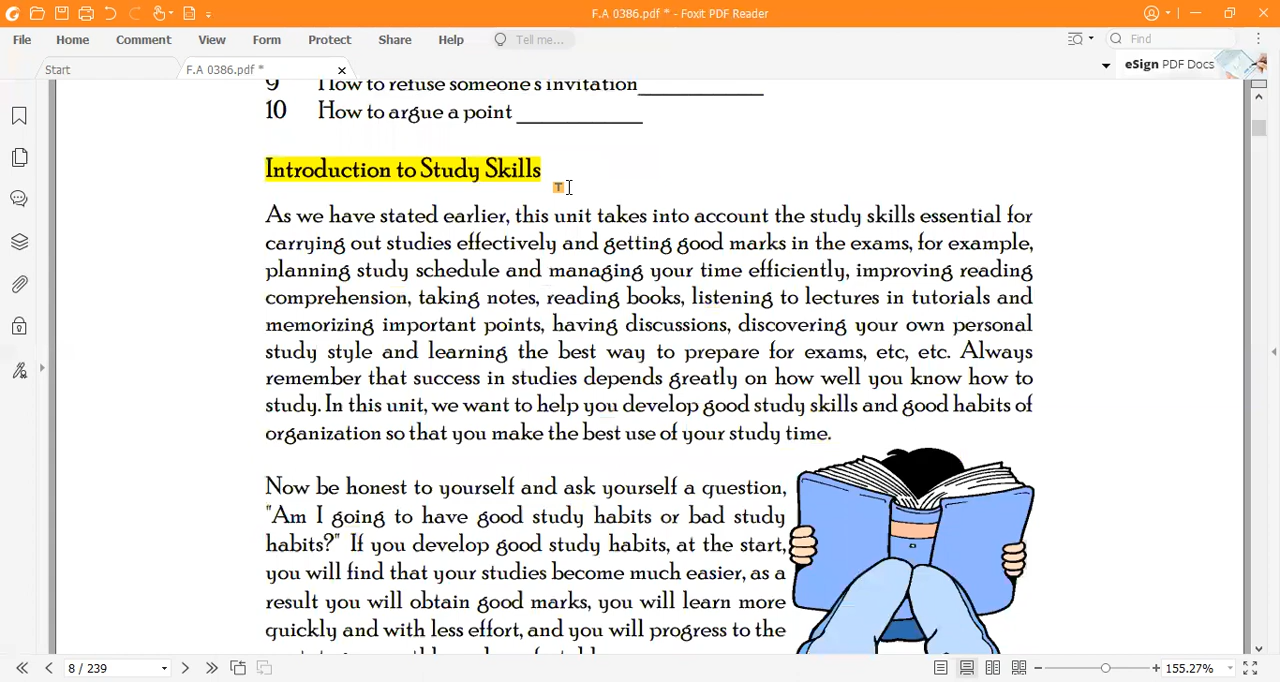 F.A 0386.pdf * - Foxit PDF Reader
File Home Comment View Form Protect Share Help Tell me... Find
Start F.A 0386.pdf * eSign PDF Docs
9 How to refuse someone's invitation____________
10 How to argue a point ____________
Introduction to Study Skills
As we have stated earlier, this unit takes into account the study skills essential for
carrying out studies effectively and getting good marks in the exams, for example,
planning study schedule and managing your time efficiently, improving reading
comprehension, taking notes, reading books, listening to lectures in tutorials and
memorizing important points, having discussions, discovering your own personal
study style and learning the best way to prepare for exams, etc, etc. Always
remember that success in studies depends greatly on how well you know how to
study. In this unit, we want to help you develop good study skills and good habits of
organization so that you make the best use of your study time.
Now be honest to yourself and ask yourself a question,
"Am I going to have good study habits or bad study
habits?" If you develop good study habits, at the start,
you will find that your studies become much easier, as a
result you will obtain good marks, you will learn more
quickly and with less effort, and you will progress to the
8 / 239 155.27%